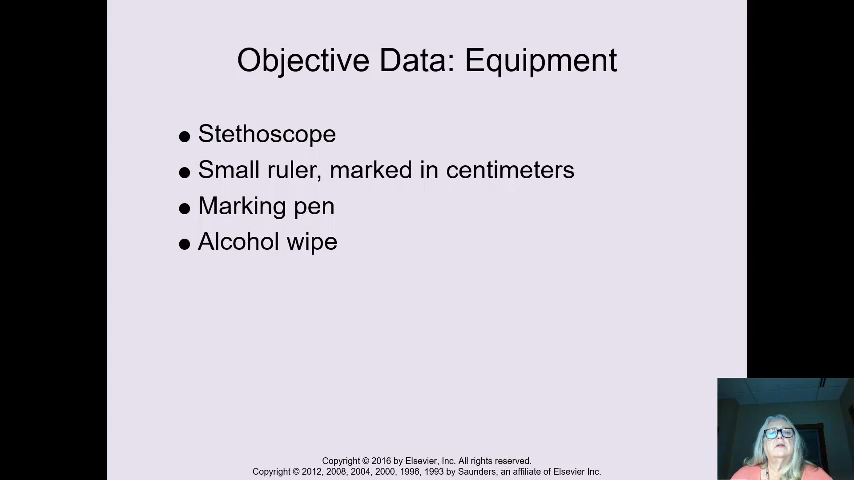 Objective Data: Equipment
● Stethoscope
● Small ruler, marked in centimeters
● Marking pen
● Alcohol wipe
Copyright © 2016 by Elsevier, Inc. All rights reserved.
Copyright © 2012, 2008, 2004, 2000, 1996, 1993 by Saunders, an affiliate of Elsevier Inc.